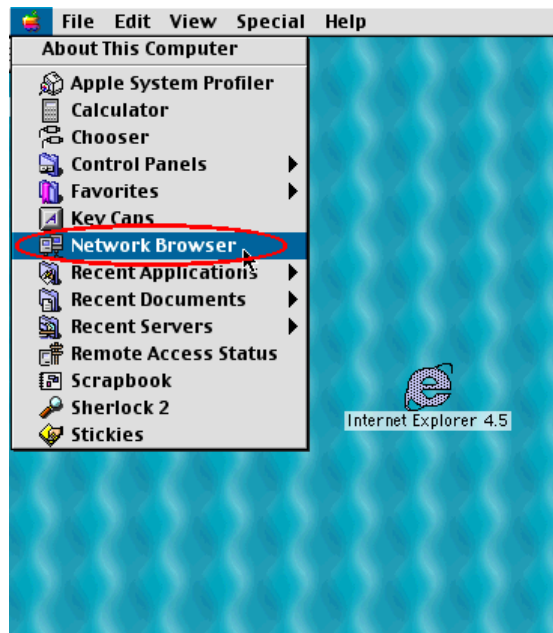 File Edit View Special Help
About This Computer
Apple System Profiler
Calculator
Chooser
Control Panels
Favorites
Key Caps
Network Browser
Recent Applications
Recent Documents
Recent Servers
Remote Access Status
Scrapbook
Sherlock 2
Stickies
Internet Explorer 4.5